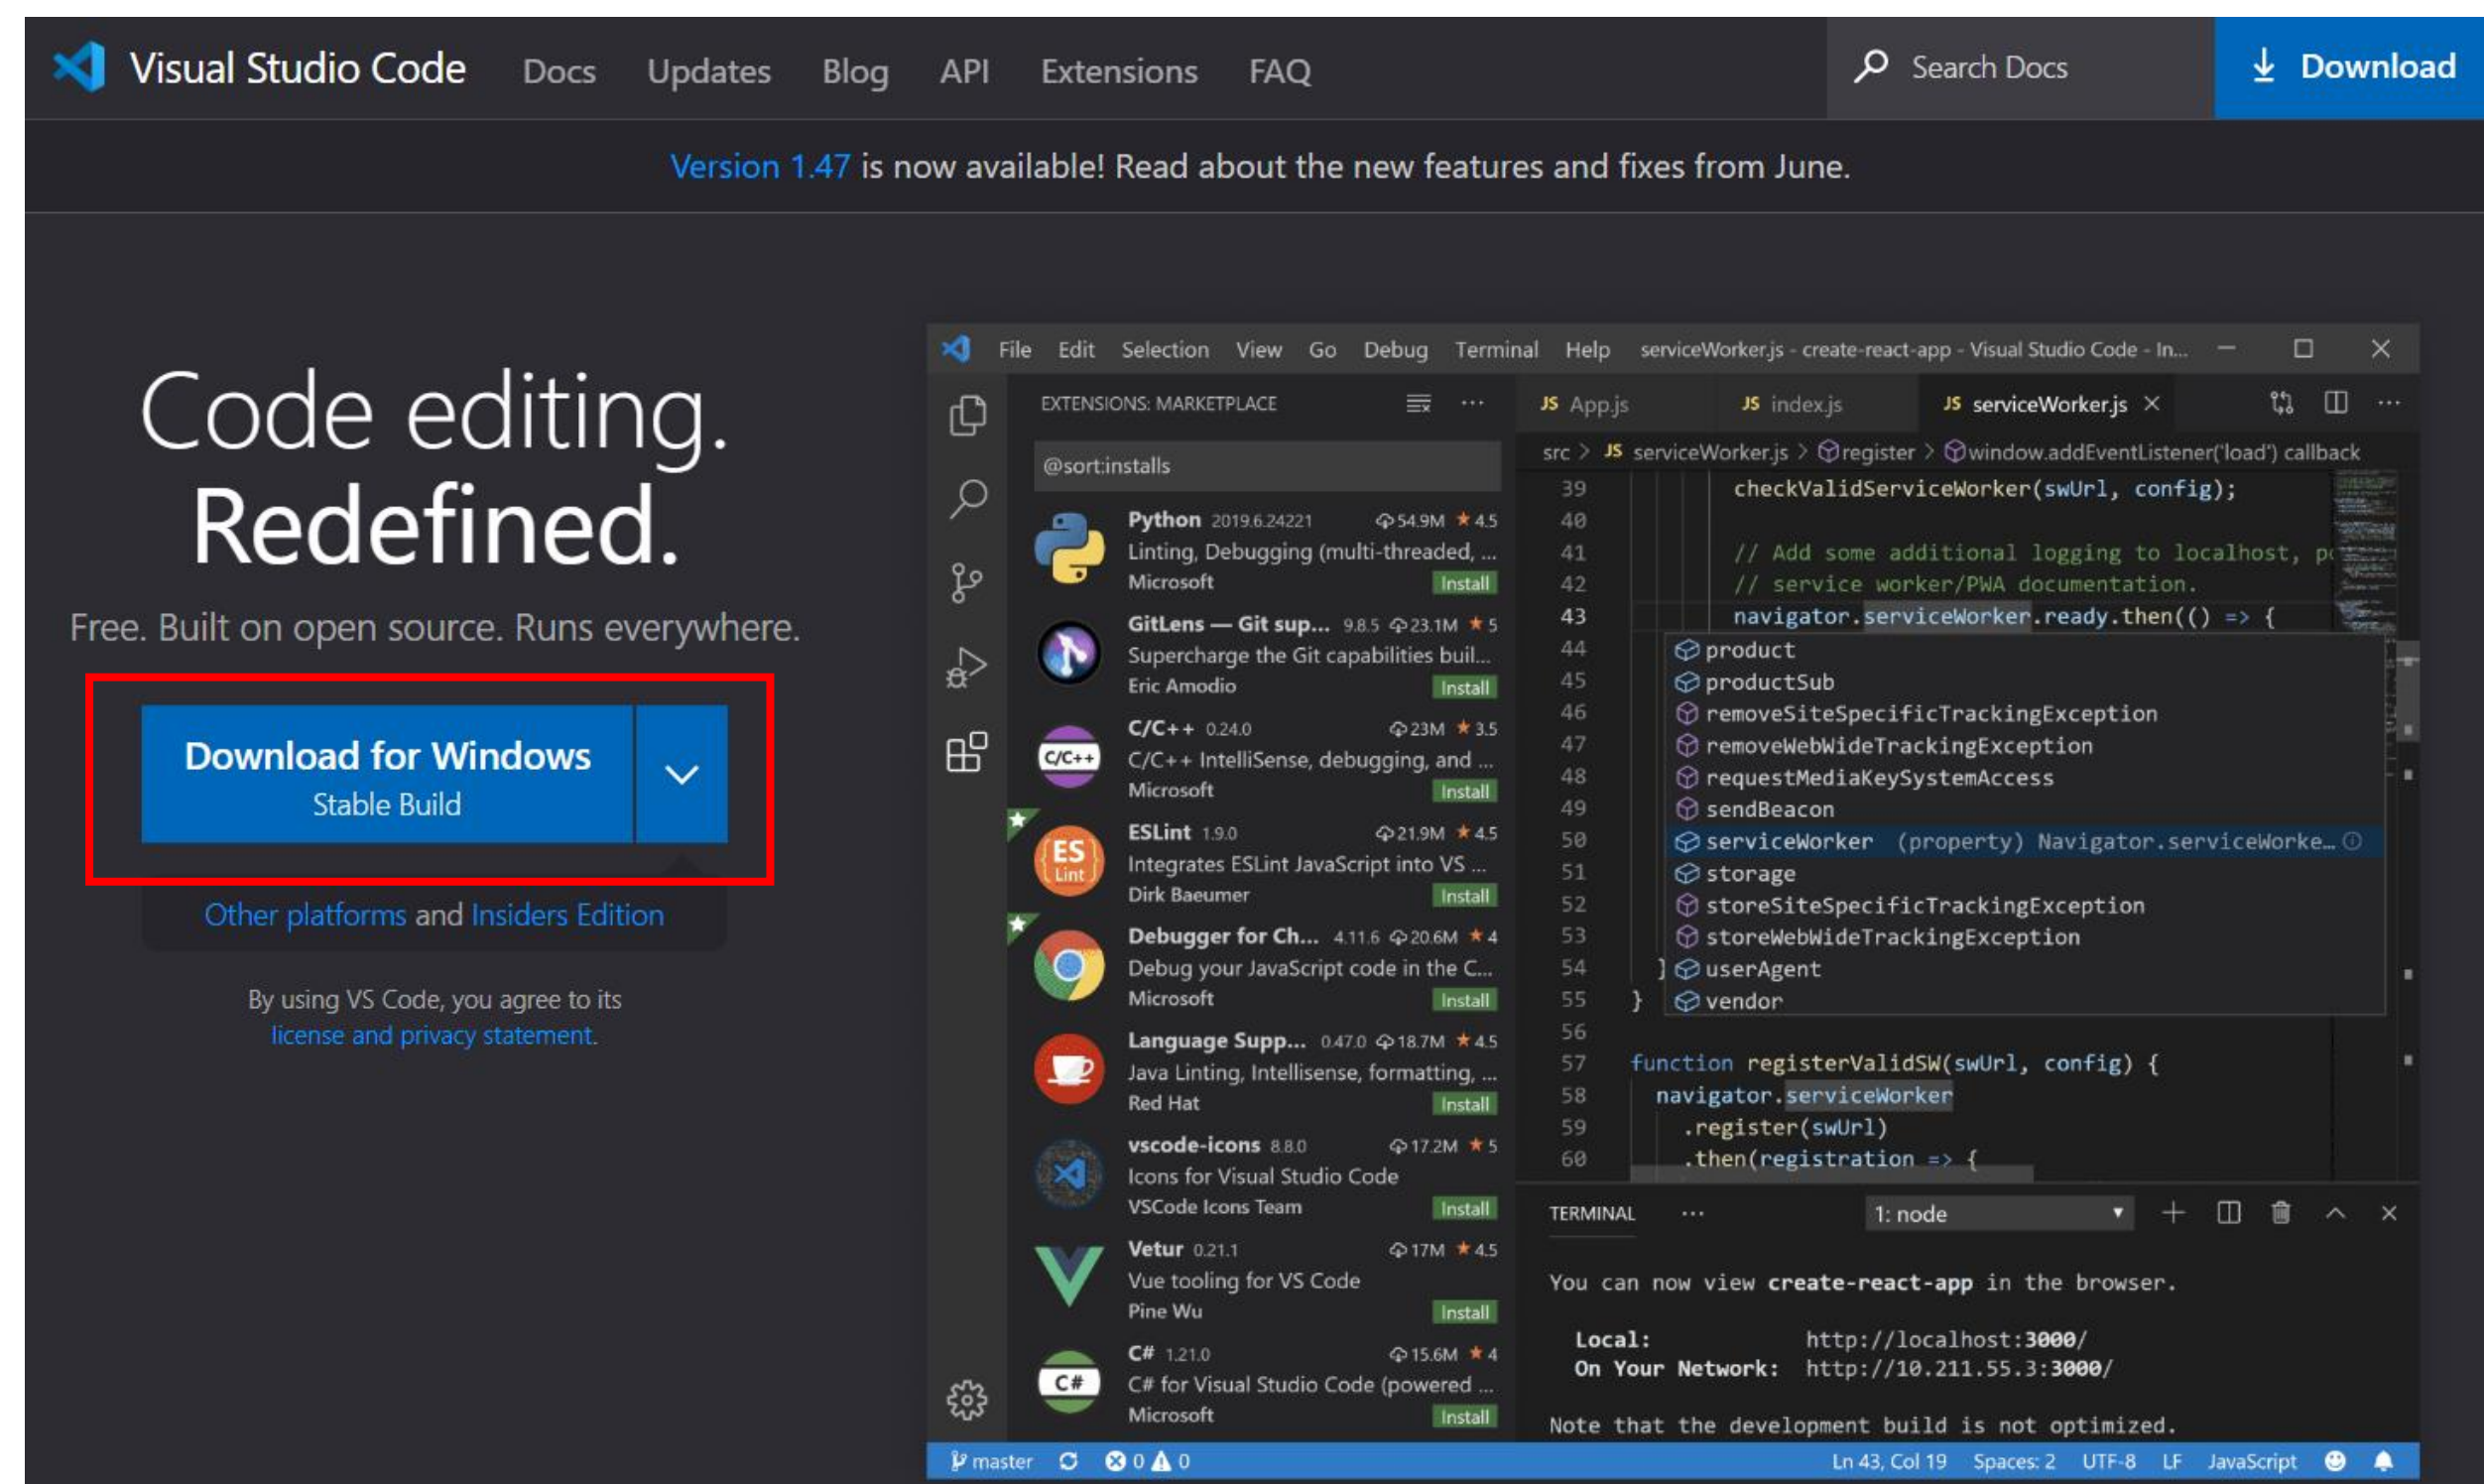 Visual Studio Code Docs Updates Blog API Extensions FAQ Search Docs Download
Version 1.47 is now available! Read about the new features and fixes from June.
Code editing.
Redefined.
Free. Built on open source. Runs everywhere.
Download for Windows
Stable Build
Other platforms and Insiders Edition
By using VS Code, you agree to its
license and privacy statement.
File Edit Selection View Go Debug Terminal Help serviceWorker.js - create-react-app - Visual Studio Code - In...
EXTENSIONS: MARKETPLACE
@sort:installs
Python 2019.6.24221 54.9M ★ 4.5
Linting, Debugging (multi-threaded, ...
Microsoft Install
GitLens — Git sup... 9.8.5 23.1M ★ 5
Supercharge the Git capabilities buil...
Eric Amodio Install
C/C++
C/C++ 0.24.0 23M ★ 3.5
C/C++ IntelliSense, debugging, and ...
Microsoft Install
ES
Lint
ESLint 1.9.0 21.9M ★ 4.5
Integrates ESLint JavaScript into VS ...
Dirk Baeumer Install
Debugger for Ch... 4.11.6 20.6M ★ 4
Debug your JavaScript code in the C...
Microsoft Install
Language Supp... 0.47.0 18.7M ★ 4.5
Java Linting, Intellisense, formatting, ...
Red Hat Install
vscode-icons 8.8.0 17.2M ★ 5
Icons for Visual Studio Code
VSCode Icons Team Install
Vetur 0.21.1 17M ★ 4.5
Vue tooling for VS Code
Pine Wu Install
C#
C# 1.21.0 15.6M ★ 4
C# for Visual Studio Code (powered ...
Microsoft Install
JS App.js JS index.js JS serviceWorker.js
src > JS serviceWorker.js > register > window.addEventListener('load') callback
39 checkValidServiceWorker(swUrl, config);
40
41 // Add some additional logging to localhost,
42 // service worker/PWA documentation.
43 navigator.serviceWorker.ready.then(() => {
44 product
45 productSub
46 removeSiteSpecificTrackingException
47 removeWebWideTrackingException
48 requestMediaKeySystemAccess
49 sendBeacon
50 serviceWorker (property) Navigator.serviceWorke...
51 storage
52 storeSiteSpecificTrackingException
53 storeWebWideTrackingException
54 } userAgent
55 } vendor
56
57 function registerValidSW(swUrl, config) {
58 navigator.serviceWorker
59 .register(swUrl)
60 .then(registration => {
TERMINAL ... 1: node
You can now view create-react-app in the browser.
Local: http://localhost:3000/
On Your Network: http://10.211.55.3:3000/
Note that the development build is not optimized.
master 0 0 Ln 43, Col 19 Spaces: 2 UTF-8 LF JavaScript